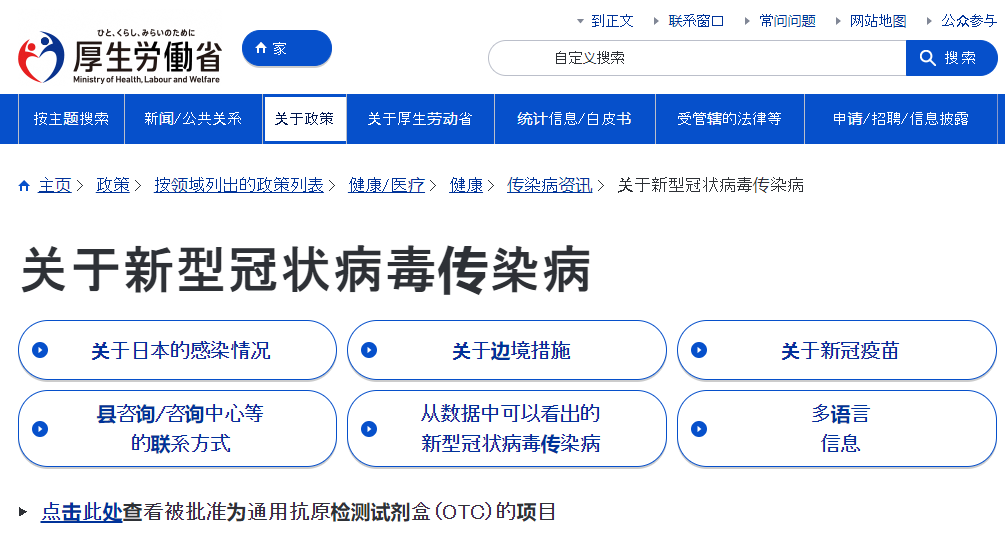 到正文 联系窗口 常问问题 网站地图 公众参与
ひと、くらし、みらいのために
厚生労働省
Ministry of Health, Labour and Welfare
家
自定义搜索
搜索
按主题搜索 新闻/公共关系 关于政策 关于厚生劳动省 统计信息/白皮书 受管辖的法律等 申请/招聘/信息披露
主页 政策 按领域列出的政策列表 健康/医疗 健康 传染病资讯 关于新型冠状病毒传染病
关于新型冠状病毒传染病
关于日本的感染情况
关于边境措施
关于新冠疫苗
县咨询/咨询中心等
的联系方式
从数据中可以看出的
新型冠状病毒传染病
多语言
信息
点击此处查看被批准为通用抗原检测试剂盒(OTC)的项目